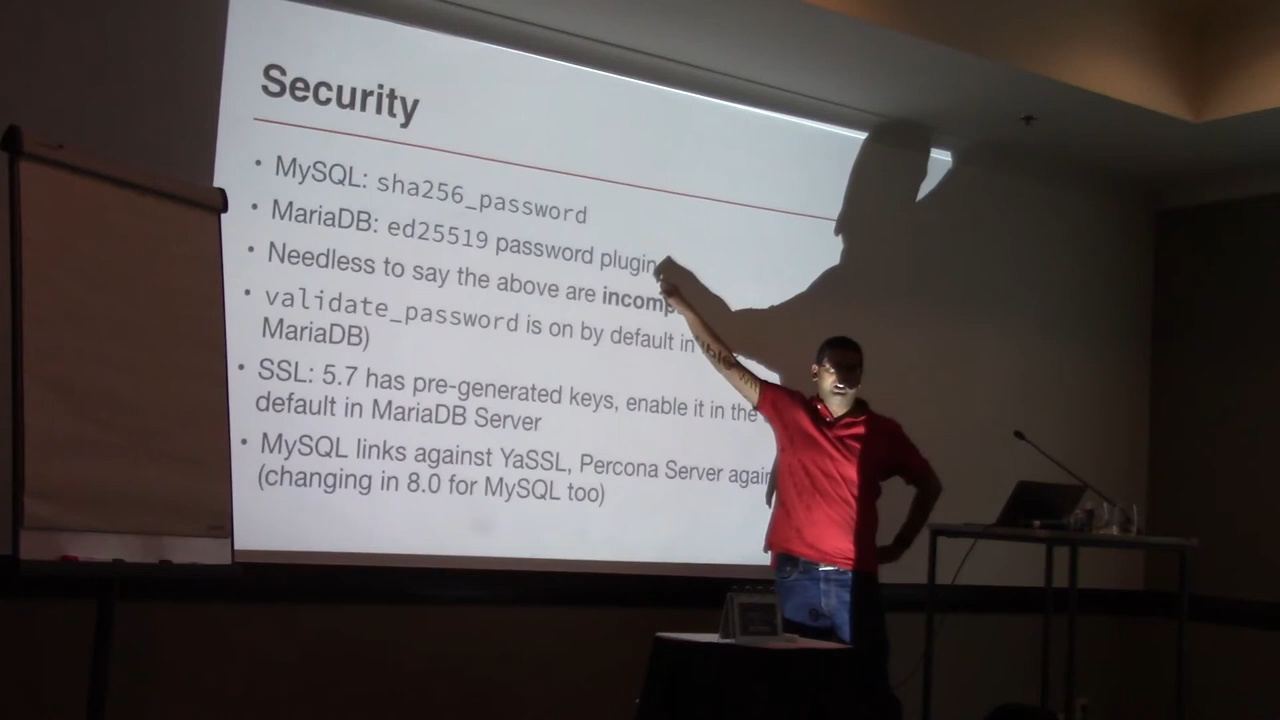 Security
• MySQL: sha256_password
• MariaDB: ed25519 password plugin
• Needless to say the above are
• validate_password is on by default in
MariaDB)
• SSL: 5.7 has pre-generated keys, enable it in the
default in MariaDB Server
• MySQL links against YaSSL, Percona Server
(changing in 8.0 for MySQL too)